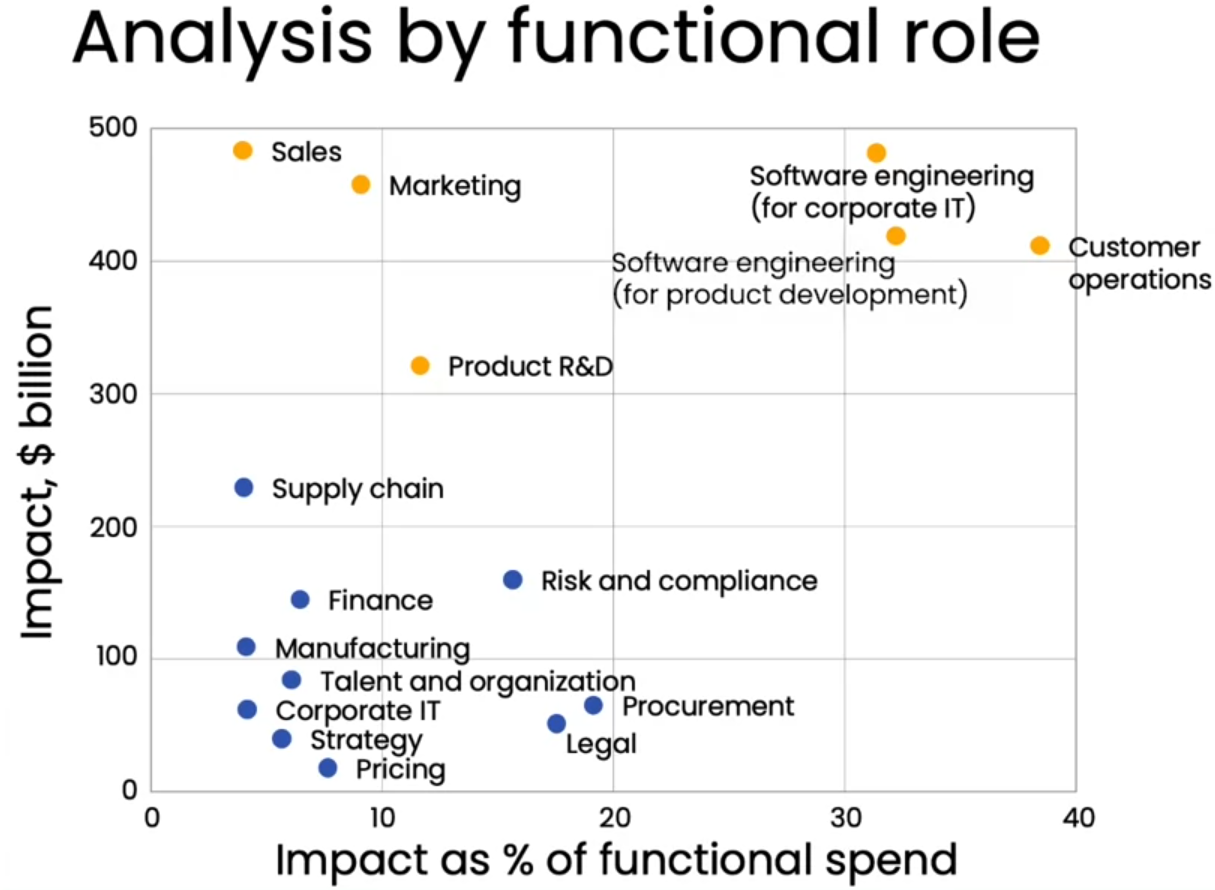 Analysis by functional role
500
Sales
Marketing
Software engineering
(for corporate IT)
Customer
operations
400
Software engineering
(for product development)
Product R&D
300
Supply chain
200
Risk and compliance
Finance
Manufacturing
100
Talent and organization
Procurement
Corporate IT
Strategy
Legal
Pricing
0
0
10
20
30
40
Impact, $ billion
Impact as % of functional spend